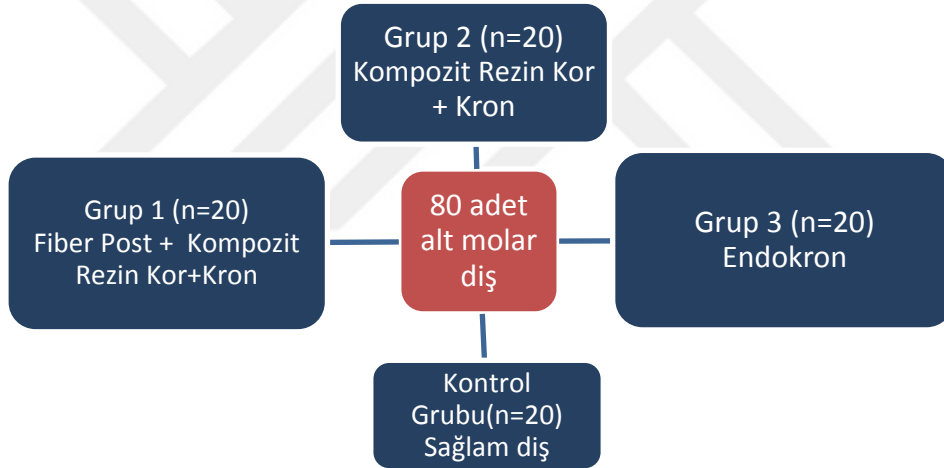 Grup 2 (n=20)
Kompozit Rezin Kor
+ Kron
Grup 1 (n=20)
Fiber Post + Kompozit
Rezin Kor+Kron
80 adet
alt molar
diş
Grup 3 (n=20)
Endokron
Kontrol
Grubu(n=20)
Sağlam diş